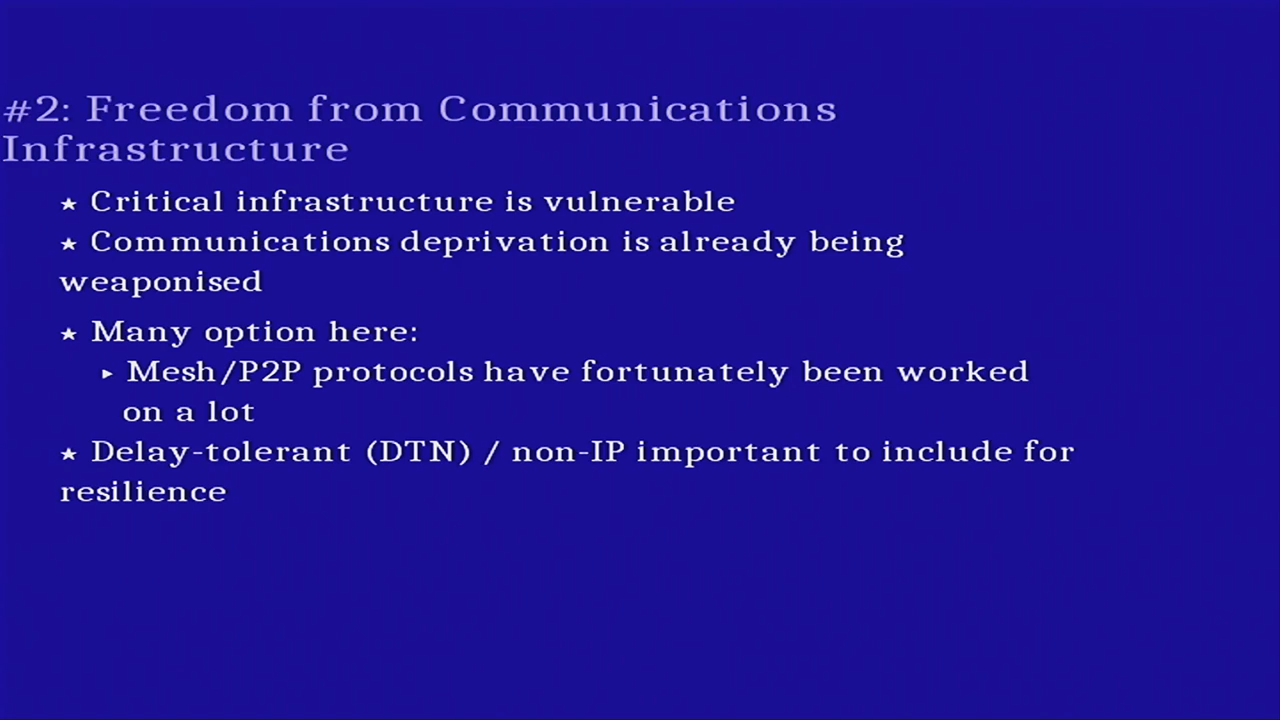 #2: Freedom from Communications
Infrastructure
★ Critical infrastructure is vulnerable
★ Communications deprivation is already being
weaponised
★ Many option here:
▸ Mesh/P2P protocols have fortunately been worked
on a lot
★ Delay-tolerant (DTN) / non-IP important to include for
resilience